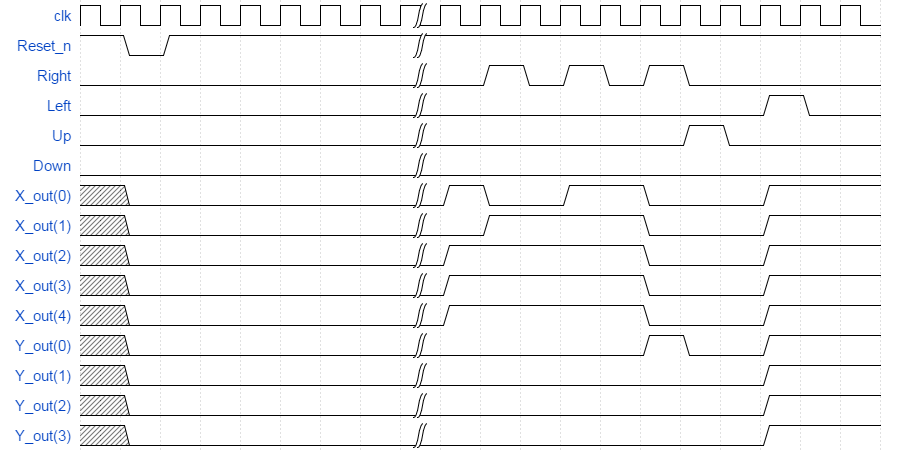 clk
Reset_n
Right
Left
Up
Down
X_out(0)
X_out(1)
X_out(2)
X_out(3)
X_out(4)
Y_out(0)
Y_out(1)
Y_out(2)
Y_out(3)